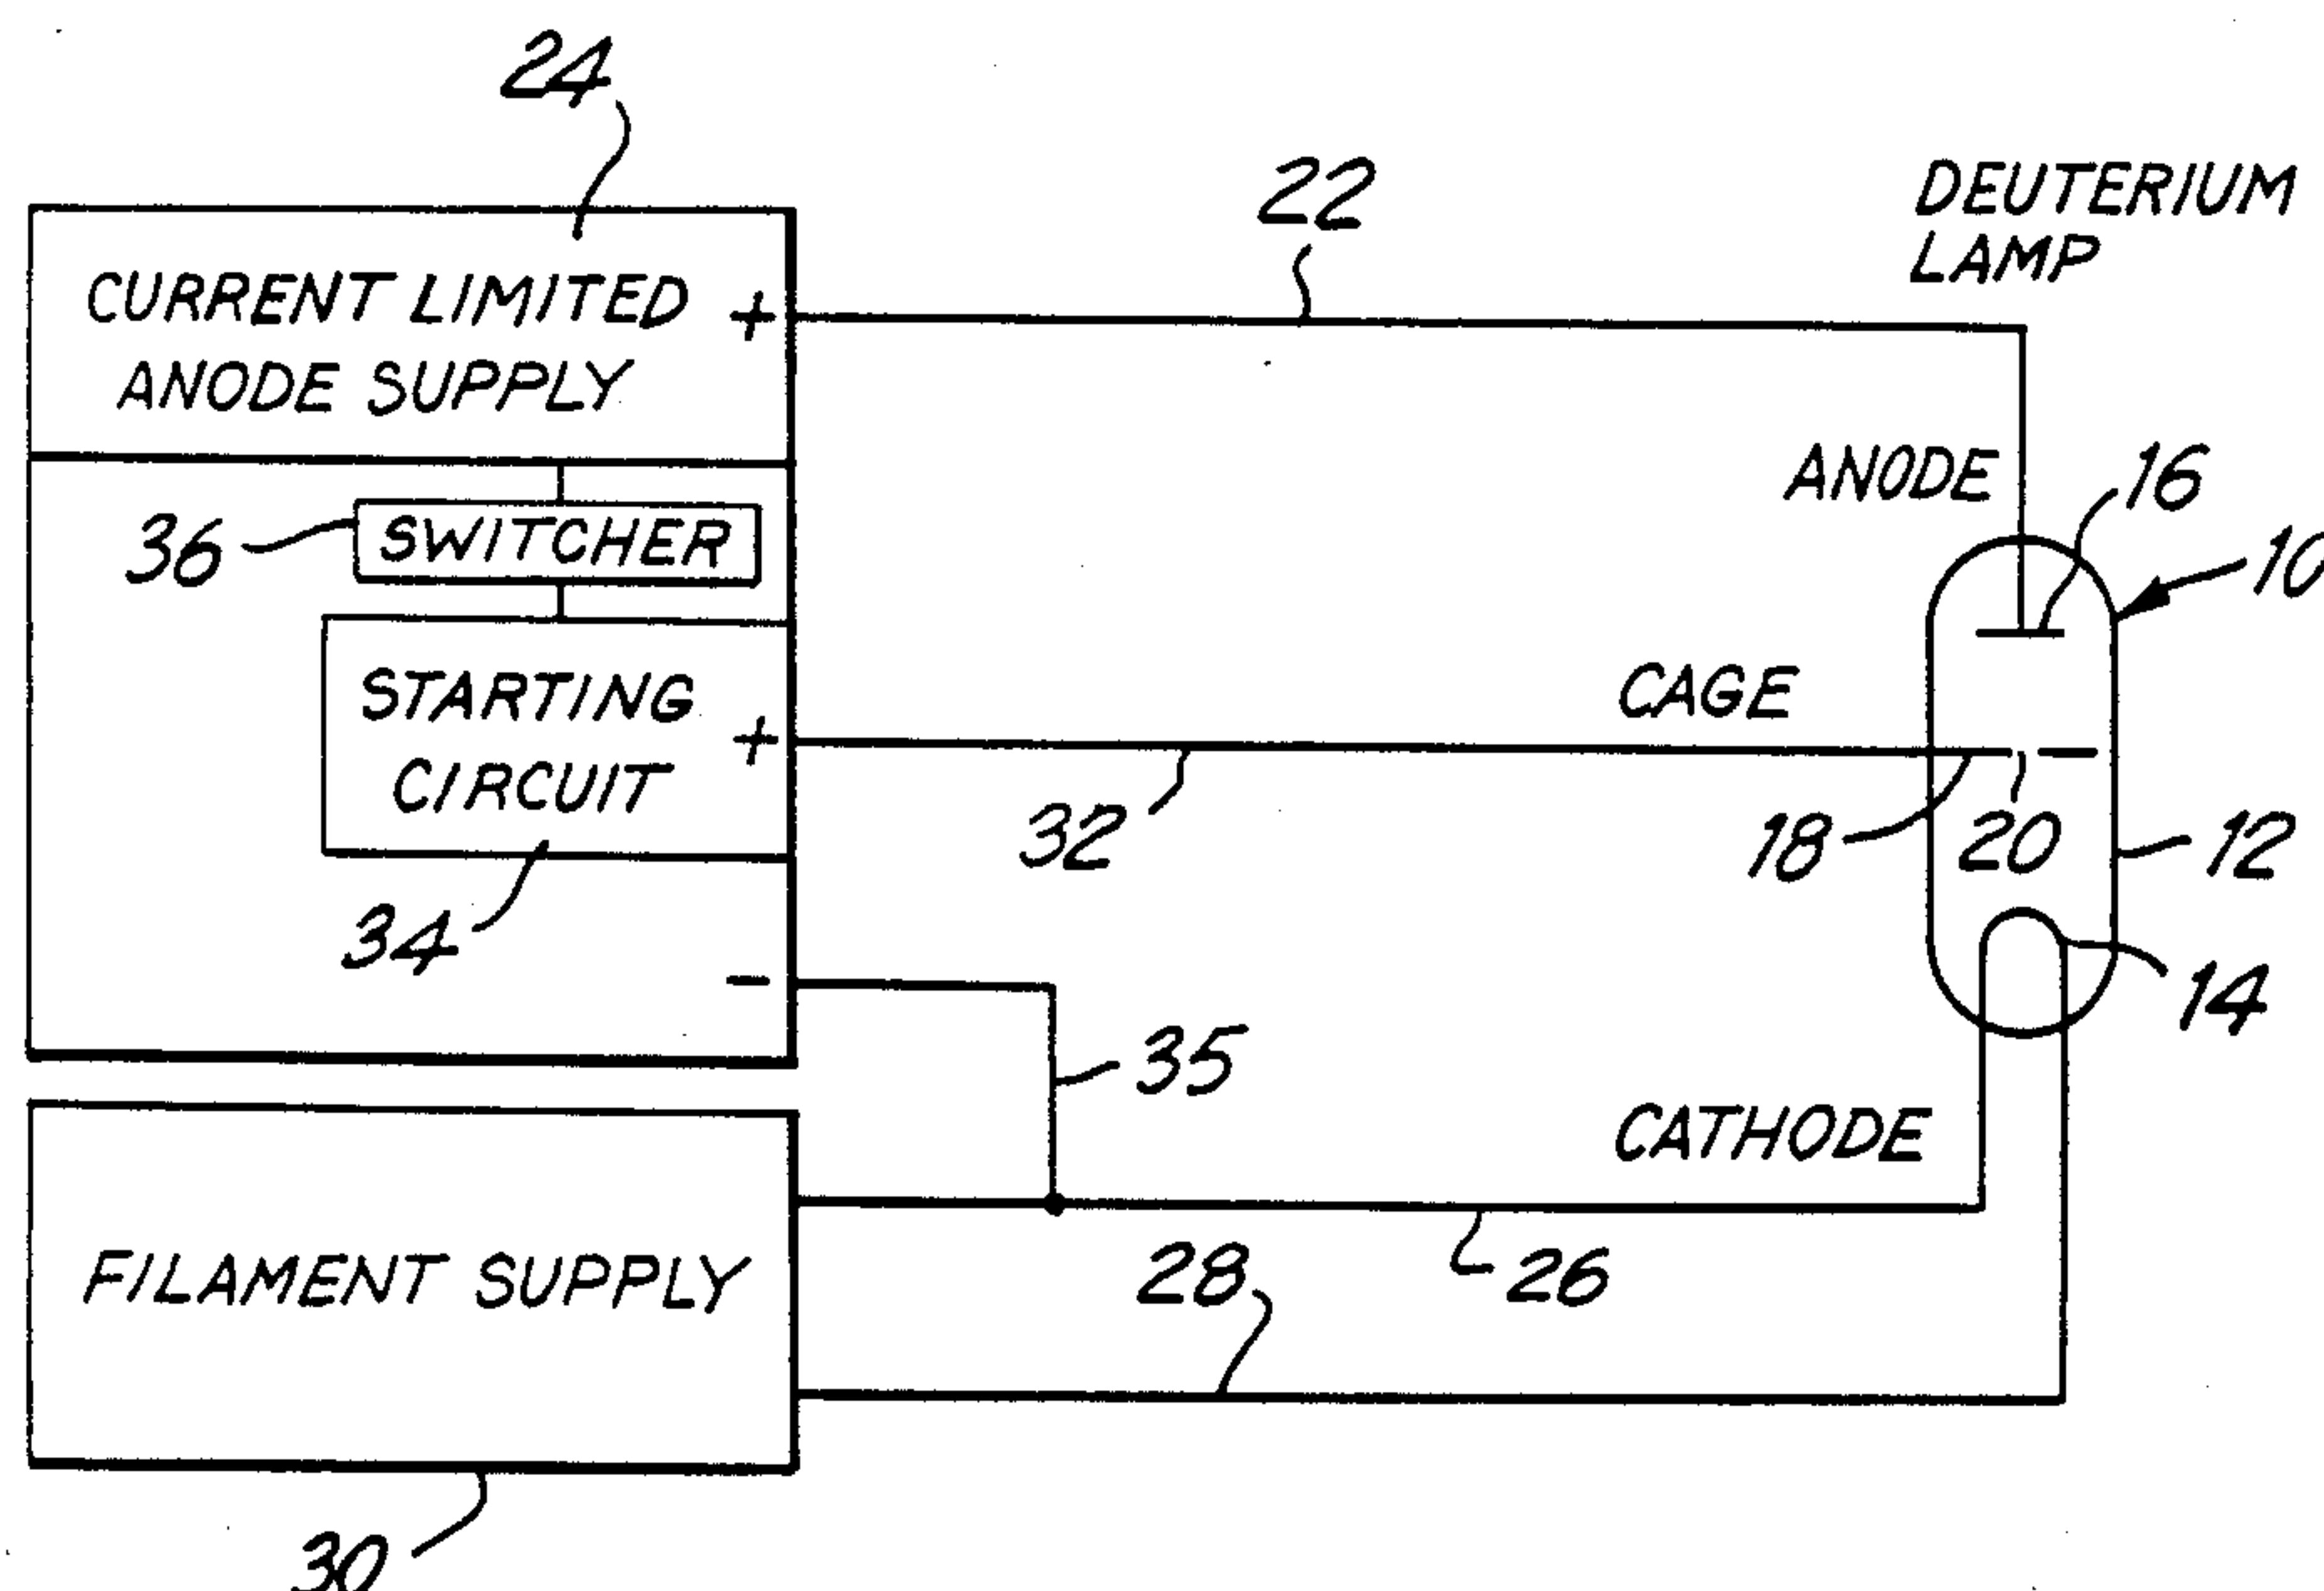 24
22
DEUTERIUM
LAMP
CURRENT LIMITED +
ANODE SUPPLY
ANODE
16
10
36
SWITCHER
STARTING
CIRCUIT
+
CAGE
32
18
20
12
34
14
-
35
CATHODE
FILAMENT SUPPLY
28
26
30